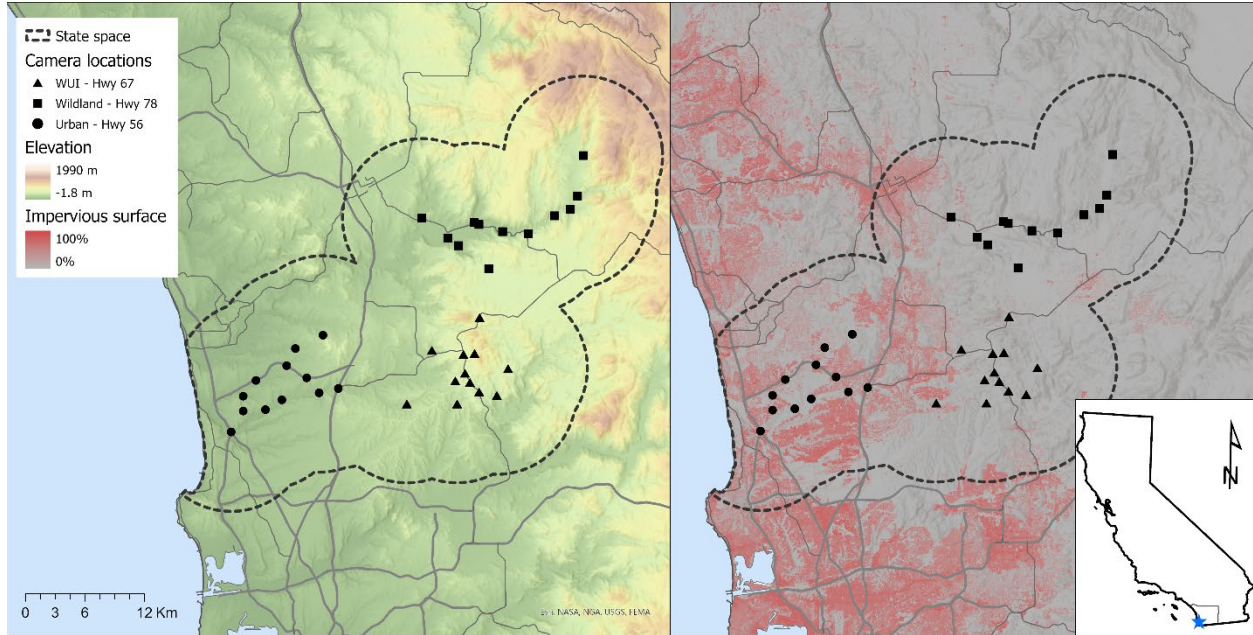 State space
Camera locations
WUI - Hwy 67
Wildland - Hwy 78
Urban - Hwy 56
Elevation
1990 m
-1.8 m
Impervious surface
100%
0%
0 3 6 12 Km
NASA, NGA, USGS, FEMA
N